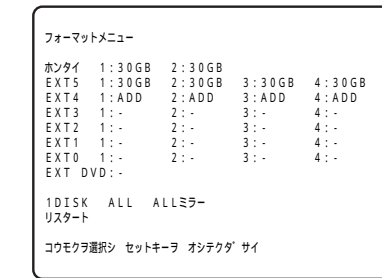 フォーマットメニュー
ホンタイ 1:30GB 2:30GB
EXT5 1:30GB 2:30GB 3:30GB 4:30GB
EXT4 1:ADD 2:ADD 3:ADD 4:ADD
EXT3 1:- 2:- 3:- 4:-
EXT2 1:- 2:- 3:- 4:-
EXT1 1:- 2:- 3:- 4:-
EXT0 1:- 2:- 3:- 4:-
EXT DVD:-
1DISK ALL ALLミラー
リスタート
コウモクヲ選択シ セットキーヲ オシテクダサイ